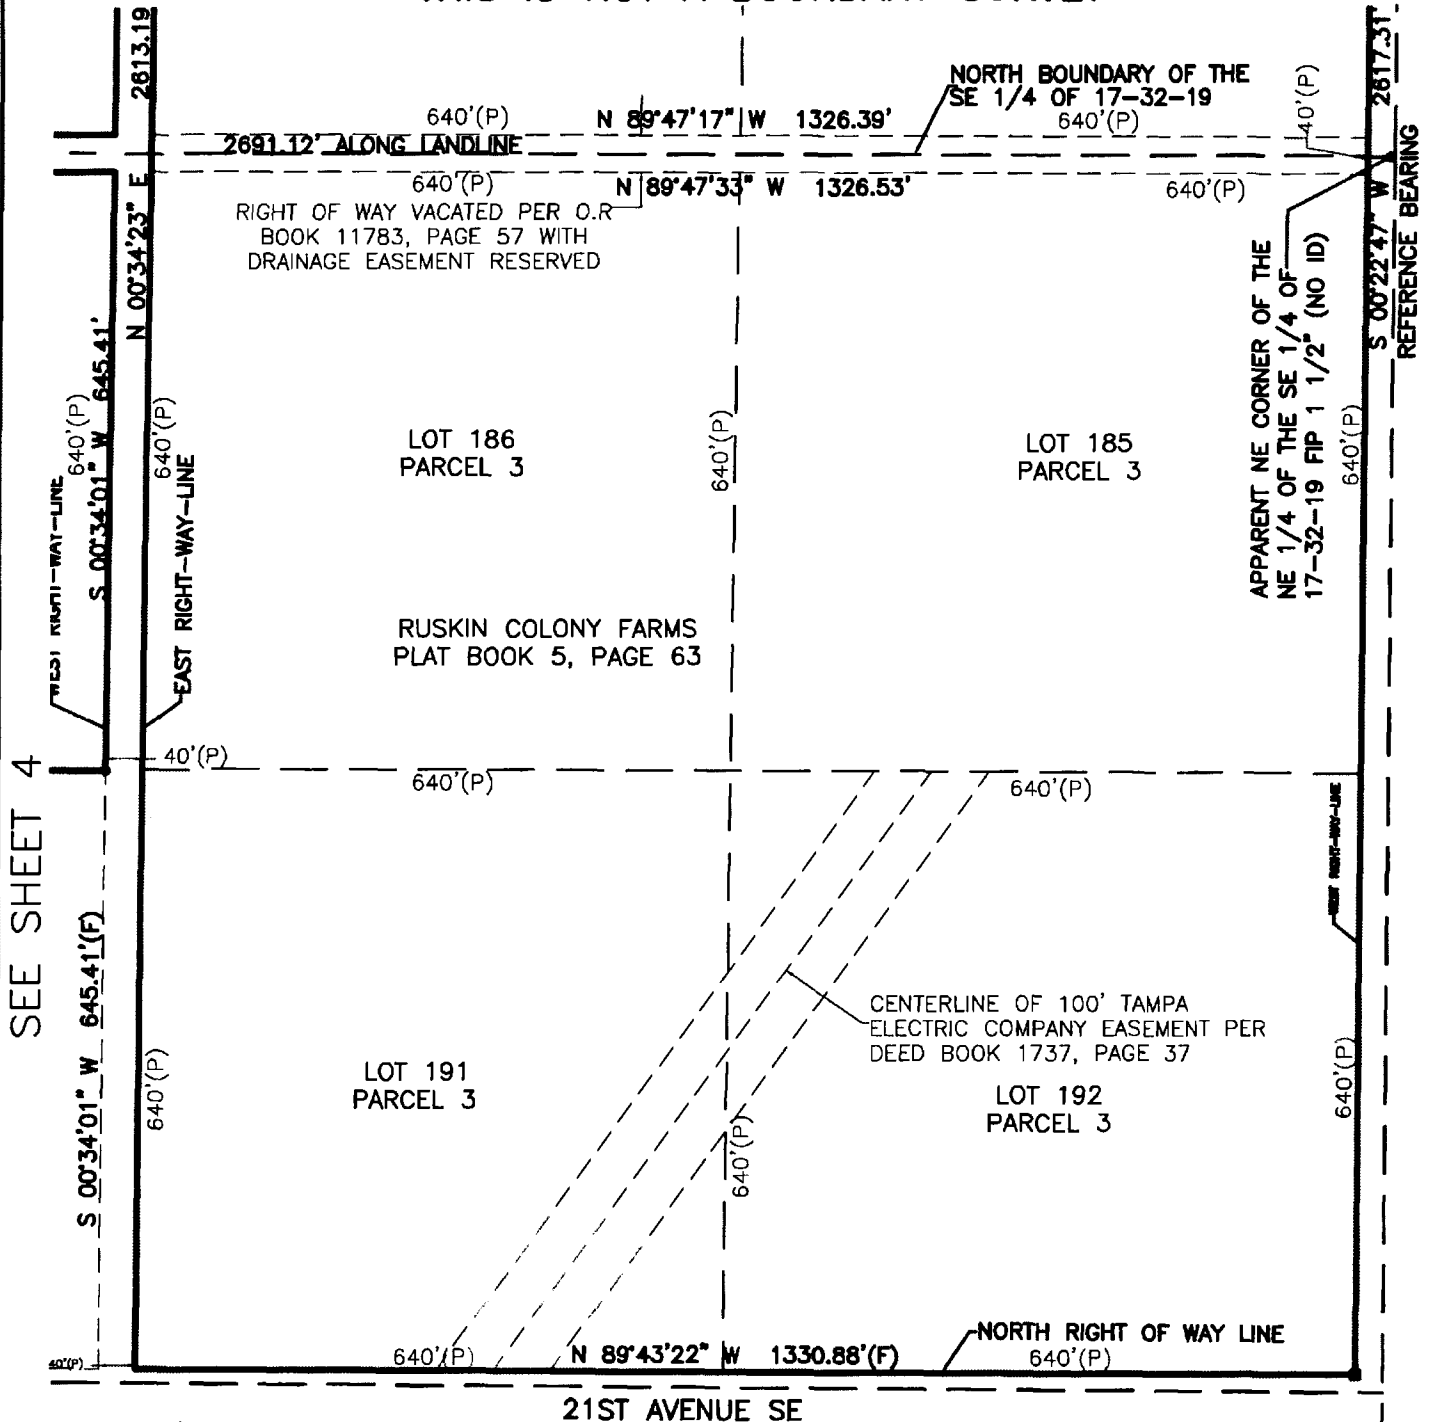 2613.19
2617.31'
NORTH BOUNDARY OF THE
SE 1/4 OF 17-32-19
40'(P)
640'(P)
N 89°47'17" W 1326.39'
640'(P)
2691.12' ALONG LANDLINE
640'(P)
N 89°47'33" W 1326.53'
640'(P)
RIGHT OF WAY VACATED PER O.R
BOOK 11783, PAGE 57 WITH
DRAINAGE EASEMENT RESERVED
N 00°34'23" E
S 00°22'47" W
REFERENCE BEARING
APPARENT NE CORNER OF THE
NE 1/4 OF THE SE 1/4 OF
17-32-19 FIP 1 1/2" (NO ID)
640'(P)
S 00°34'01" W 645.41'
640'(P)
640'(P)
640'(P)
LOT 186
PARCEL 3
LOT 185
PARCEL 3
WEST RIGHT-WAY-LINE
EAST RIGHT-WAY-LINE
RUSKIN COLONY FARMS
PLAT BOOK 5, PAGE 63
40'(P)
640'(P)
640'(P)
SEE SHEET 4
WEST RIGHT-WAY-LINE
S 00°34'01" W 645.41'(F)
640'(P)
CENTERLINE OF 100' TAMPA
ELECTRIC COMPANY EASEMENT PER
DEED BOOK 1737, PAGE 37
LOT 191
PARCEL 3
LOT 192
PARCEL 3
640'(P)
640'(P)
40'(P)
640'(P)
N 89°43'22" W 1330.88'(F)
NORTH RIGHT OF WAY LINE
640'(P)
21ST AVENUE SE